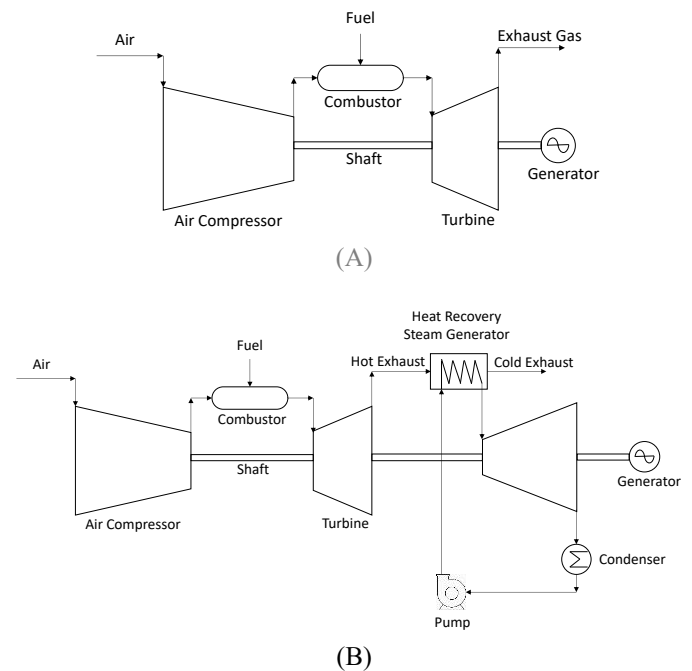 Fuel
Air
Exhaust Gas
Combustor
Shaft
Generator
Air Compressor
Turbine
(A)
Heat Recovery
Steam Generator
Fuel
Air
Hot Exhaust
Cold Exhaust
Combustor
Shaft
Generator
Air Compressor
Turbine
Condenser
Pump
(B)